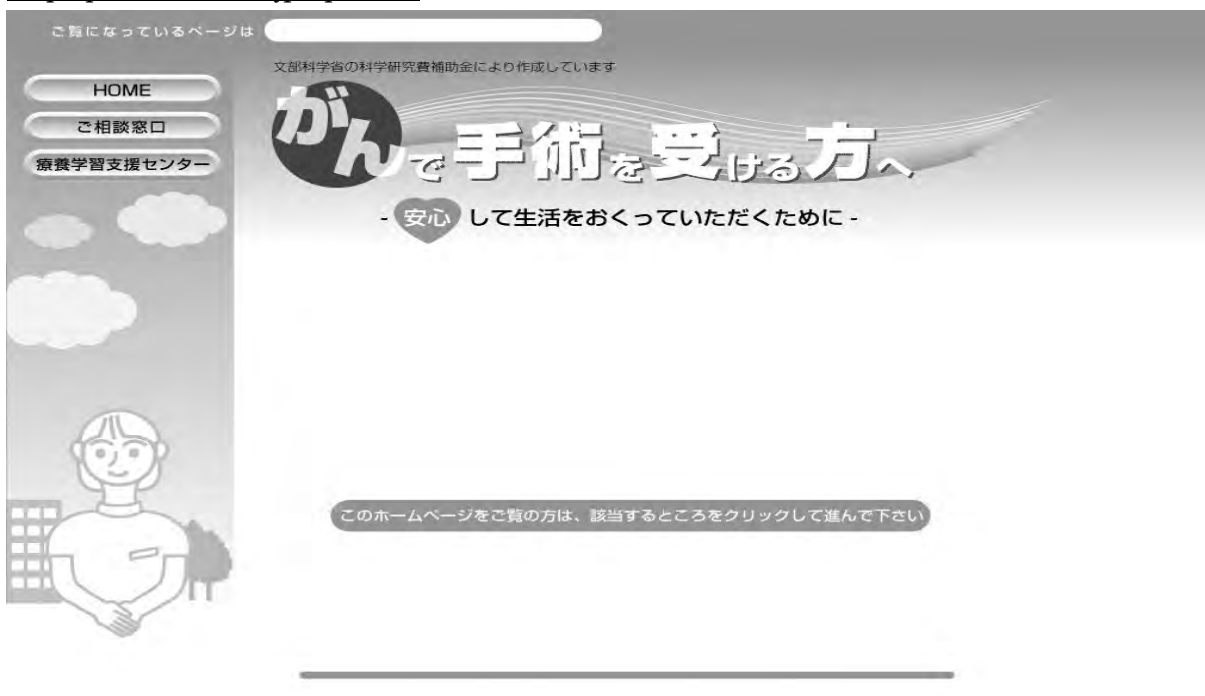 ご覧になっているページは
文部科学省の科学研究費補助金により作成しています
HOME
ご相談窓口
療養学習支援センター
がんで手術を受ける方へ
- 安心 して生活をおくっていただくために -
このホームページをご覧の方は、該当するところをクリックして進んで下さい